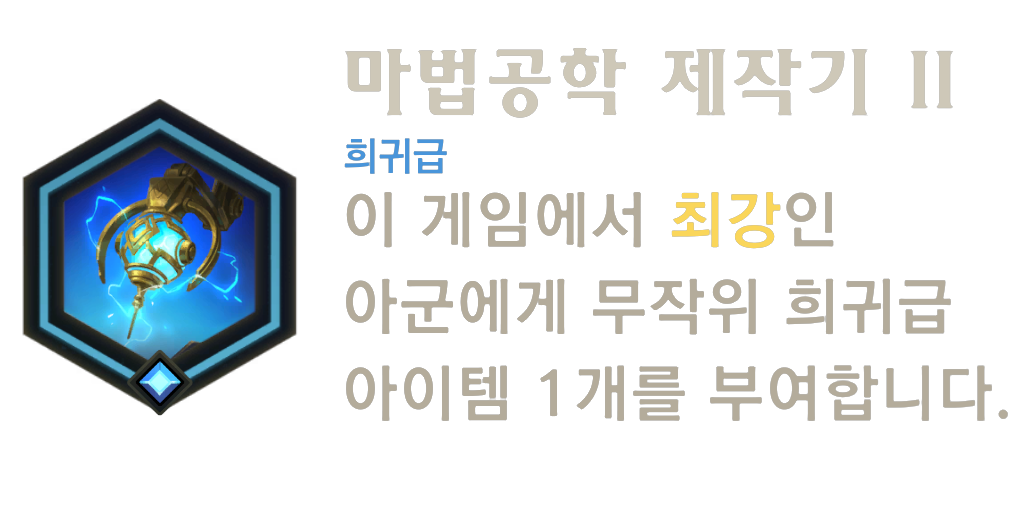 마법공학 제작기 II
희귀급
이 게임에서 최강인
아군에게 무작위 희귀급
아이템 1개를 부여합니다.